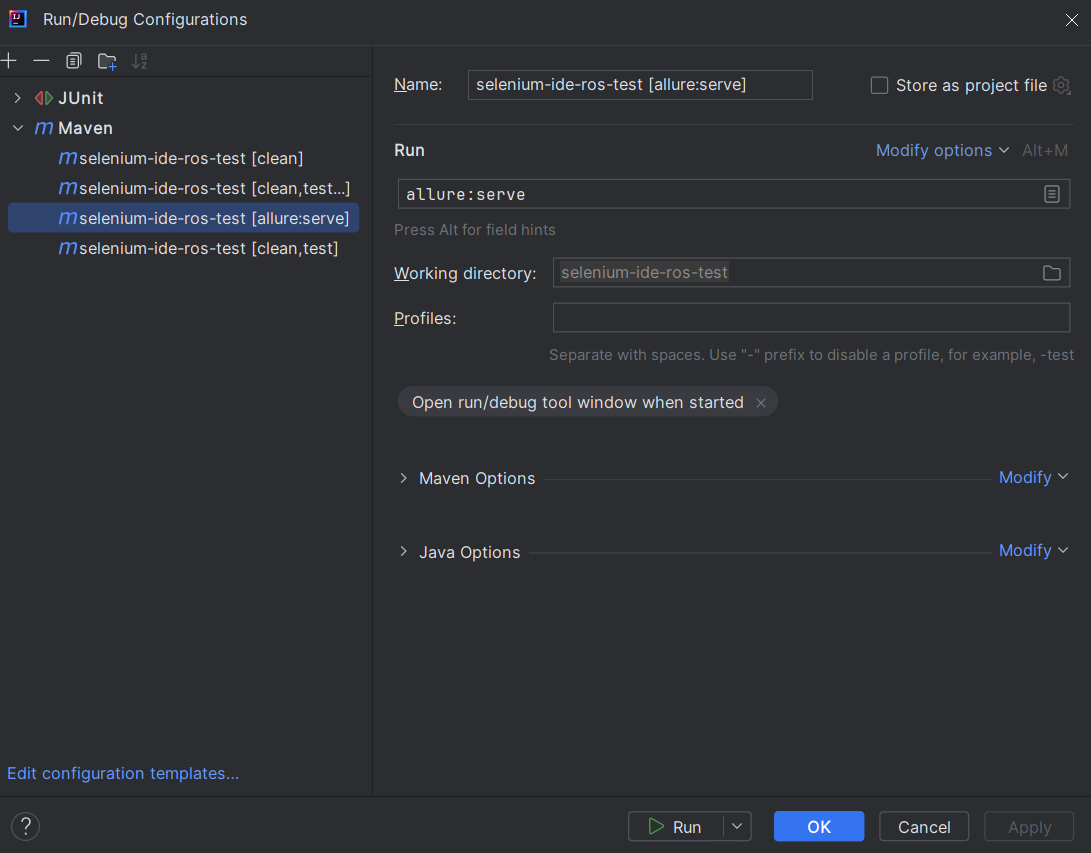 Run/Debug Configurations
JUnit
Maven
selenium-ide-ros-test [clean]
selenium-ide-ros-test [clean,test...]
selenium-ide-ros-test [allure:serve]
selenium-ide-ros-test [clean,test]
Edit configuration templates...
Name: selenium-ide-ros-test [allure:serve] Store as project file
Run Modify options Alt+M
allure:serve
Press Alt for field hints
Working directory: selenium-ide-ros-test
Profiles:
Separate with spaces. Use "-" prefix to disable a profile, for example, -test
Open run/debug tool window when started ×
Maven Options Modify
Java Options Modify
? Run OK Cancel Apply